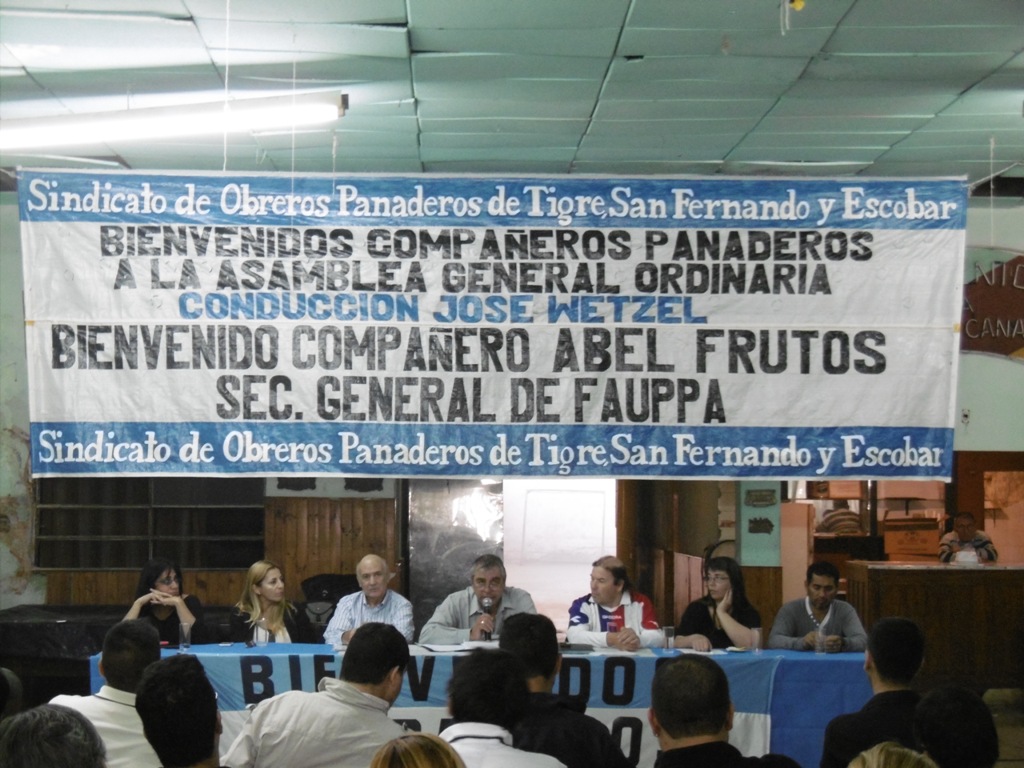 Sindicato de Obreros Panaderos de Tigre, San Fernando y Escobar
BIENVENIDOS COMPAÑEROS PANADEROS
A LA ASAMBLEA GENERAL ORDINARIA
CONDUCCION JOSE WETZEL
BIENVENIDO COMPAÑERO ABEL FRUTOS
SEC. GENERAL DE FAUPPA
Sindicato de Obreros Panaderos de Tigre, San Fernando y Escobar